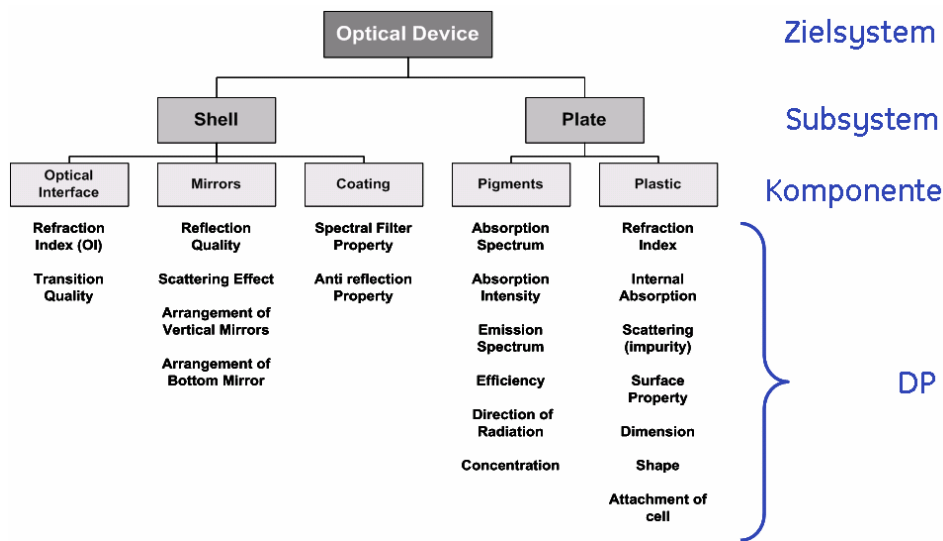 Optical Device
Zielsystem
Shell
Plate
Subsystem
Optical
Interface
Mirrors
Coating
Pigments
Plastic
Komponente
Refraction
Index (OI)
Transition
Quality
Reflection
Quality
Scattering Effect
Arrangement of
Vertical Mirrors
Arrangement of
Bottom Mirror
Spectral Filter
Property
Anti reflection
Property
Absorption
Spectrum
Absorption
Intensity
Emission
Spectrum
Efficiency
Direction of
Radiation
Concentration
Refraction
Index
Internal
Absorption
Scattering
(impurity)
Surface
Property
Dimension
Shape
Attachment of
cell
DP